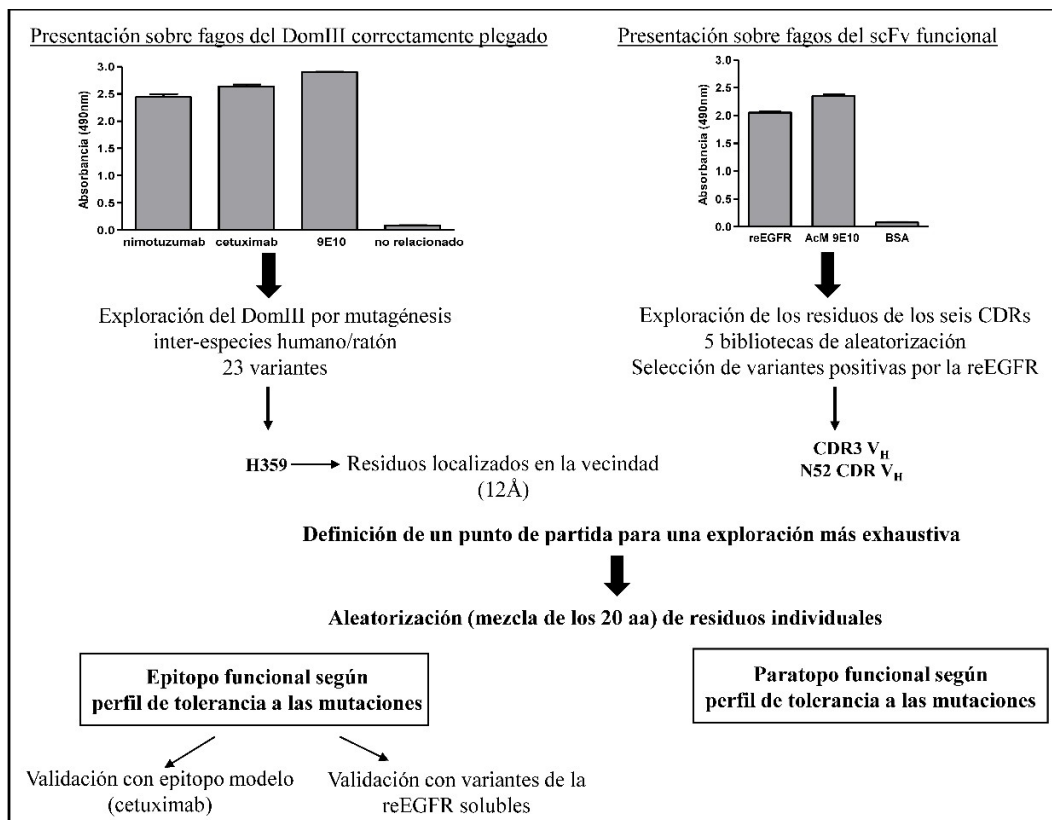 Presentación sobre fagos del DomIII correctamente plegado
Absorbancia (490nm)
3.0
2.5
2.0
1.5
1.0
0.5
0.0
nimotuzumab cetuximab 9E10 no relacionado
Exploración del DomIII por mutagénesis
inter-especies humano/ratón
23 variantes
H359 Residuos localizados en la vecindad
(12Å)
Presentación sobre fagos del scFv funcional
Absorbancia (490nm)
3.0
2.5
2.0
1.5
1.0
0.5
0.0
reEGFR AcM 9E10 BSA
Exploración de los residuos de los seis CDRs
5 bibliotecas de aleatorización
Selección de variantes positivas por la reEGFR
CDR3 VH
N52 CDR VH
Definición de un punto de partida para una exploración más exhaustiva
Aleatorización (mezcla de los 20 aa) de residuos individuales
Epitopo funcional según
perfil de tolerancia a las mutaciones
Paratopo funcional según
perfil de tolerancia a las mutaciones
Validación con epitopo modelo
(cetuximab)
Validación con variantes de la
reEGFR solubles